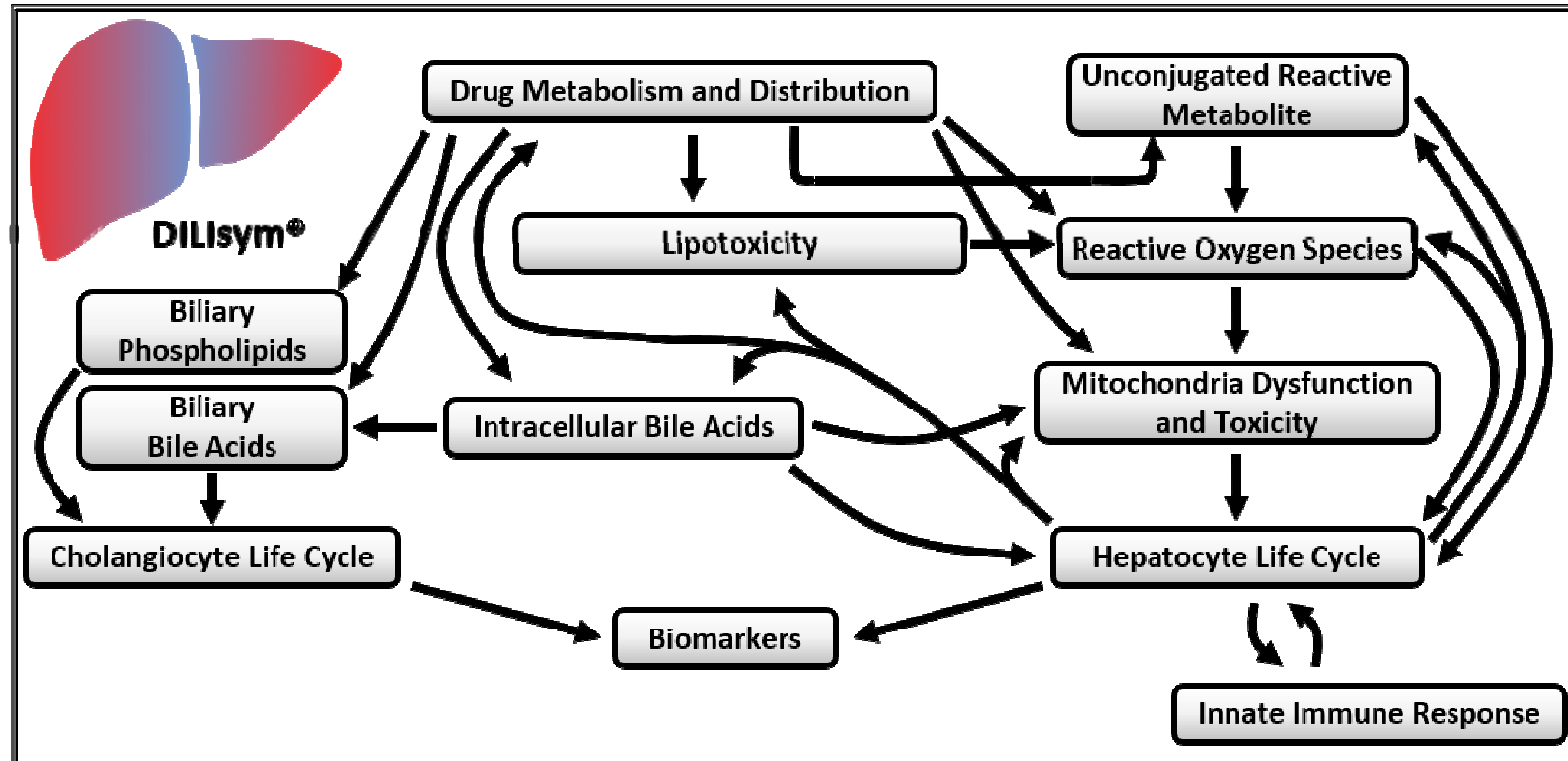 DILIsym®
Drug Metabolism and Distribution
Unconjugated Reactive
Metabolite
Lipotoxicity
Reactive Oxygen Species
Biliary
Phospholipids
Biliary
Bile Acids
Intracellular Bile Acids
Mitochondria Dysfunction
and Toxicity
Cholangiocyte Life Cycle
Hepatocyte Life Cycle
Biomarkers
Innate Immune Response